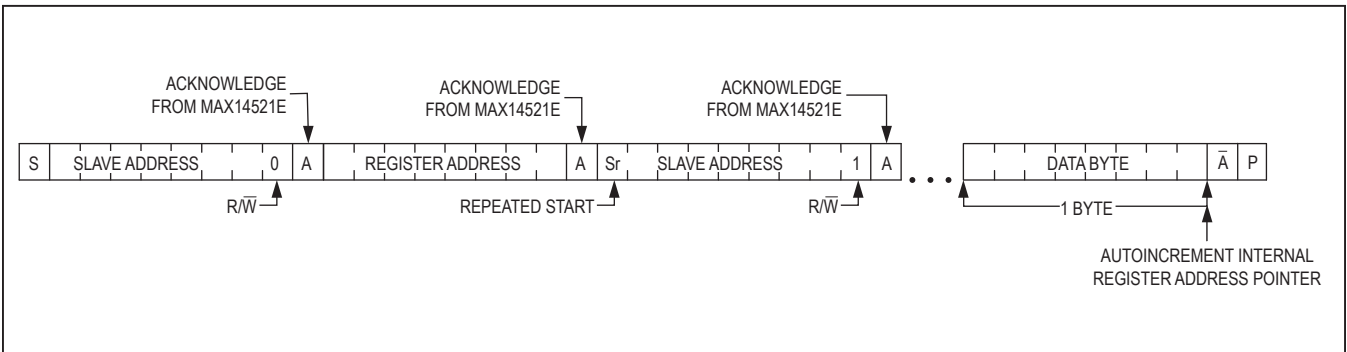 ACKNOWLEDGE
FROM MAX14521E
ACKNOWLEDGE
FROM MAX14521E
ACKNOWLEDGE
FROM MAX14521E
S SLAVE ADDRESS 0 A REGISTER ADDRESS A Sr SLAVE ADDRESS 1 A • • • DATA BYTE A̅ P
R/W̅ REPEATED START R/W̅ 1 BYTE
AUTOINCREMENT INTERNAL
REGISTER ADDRESS POINTER